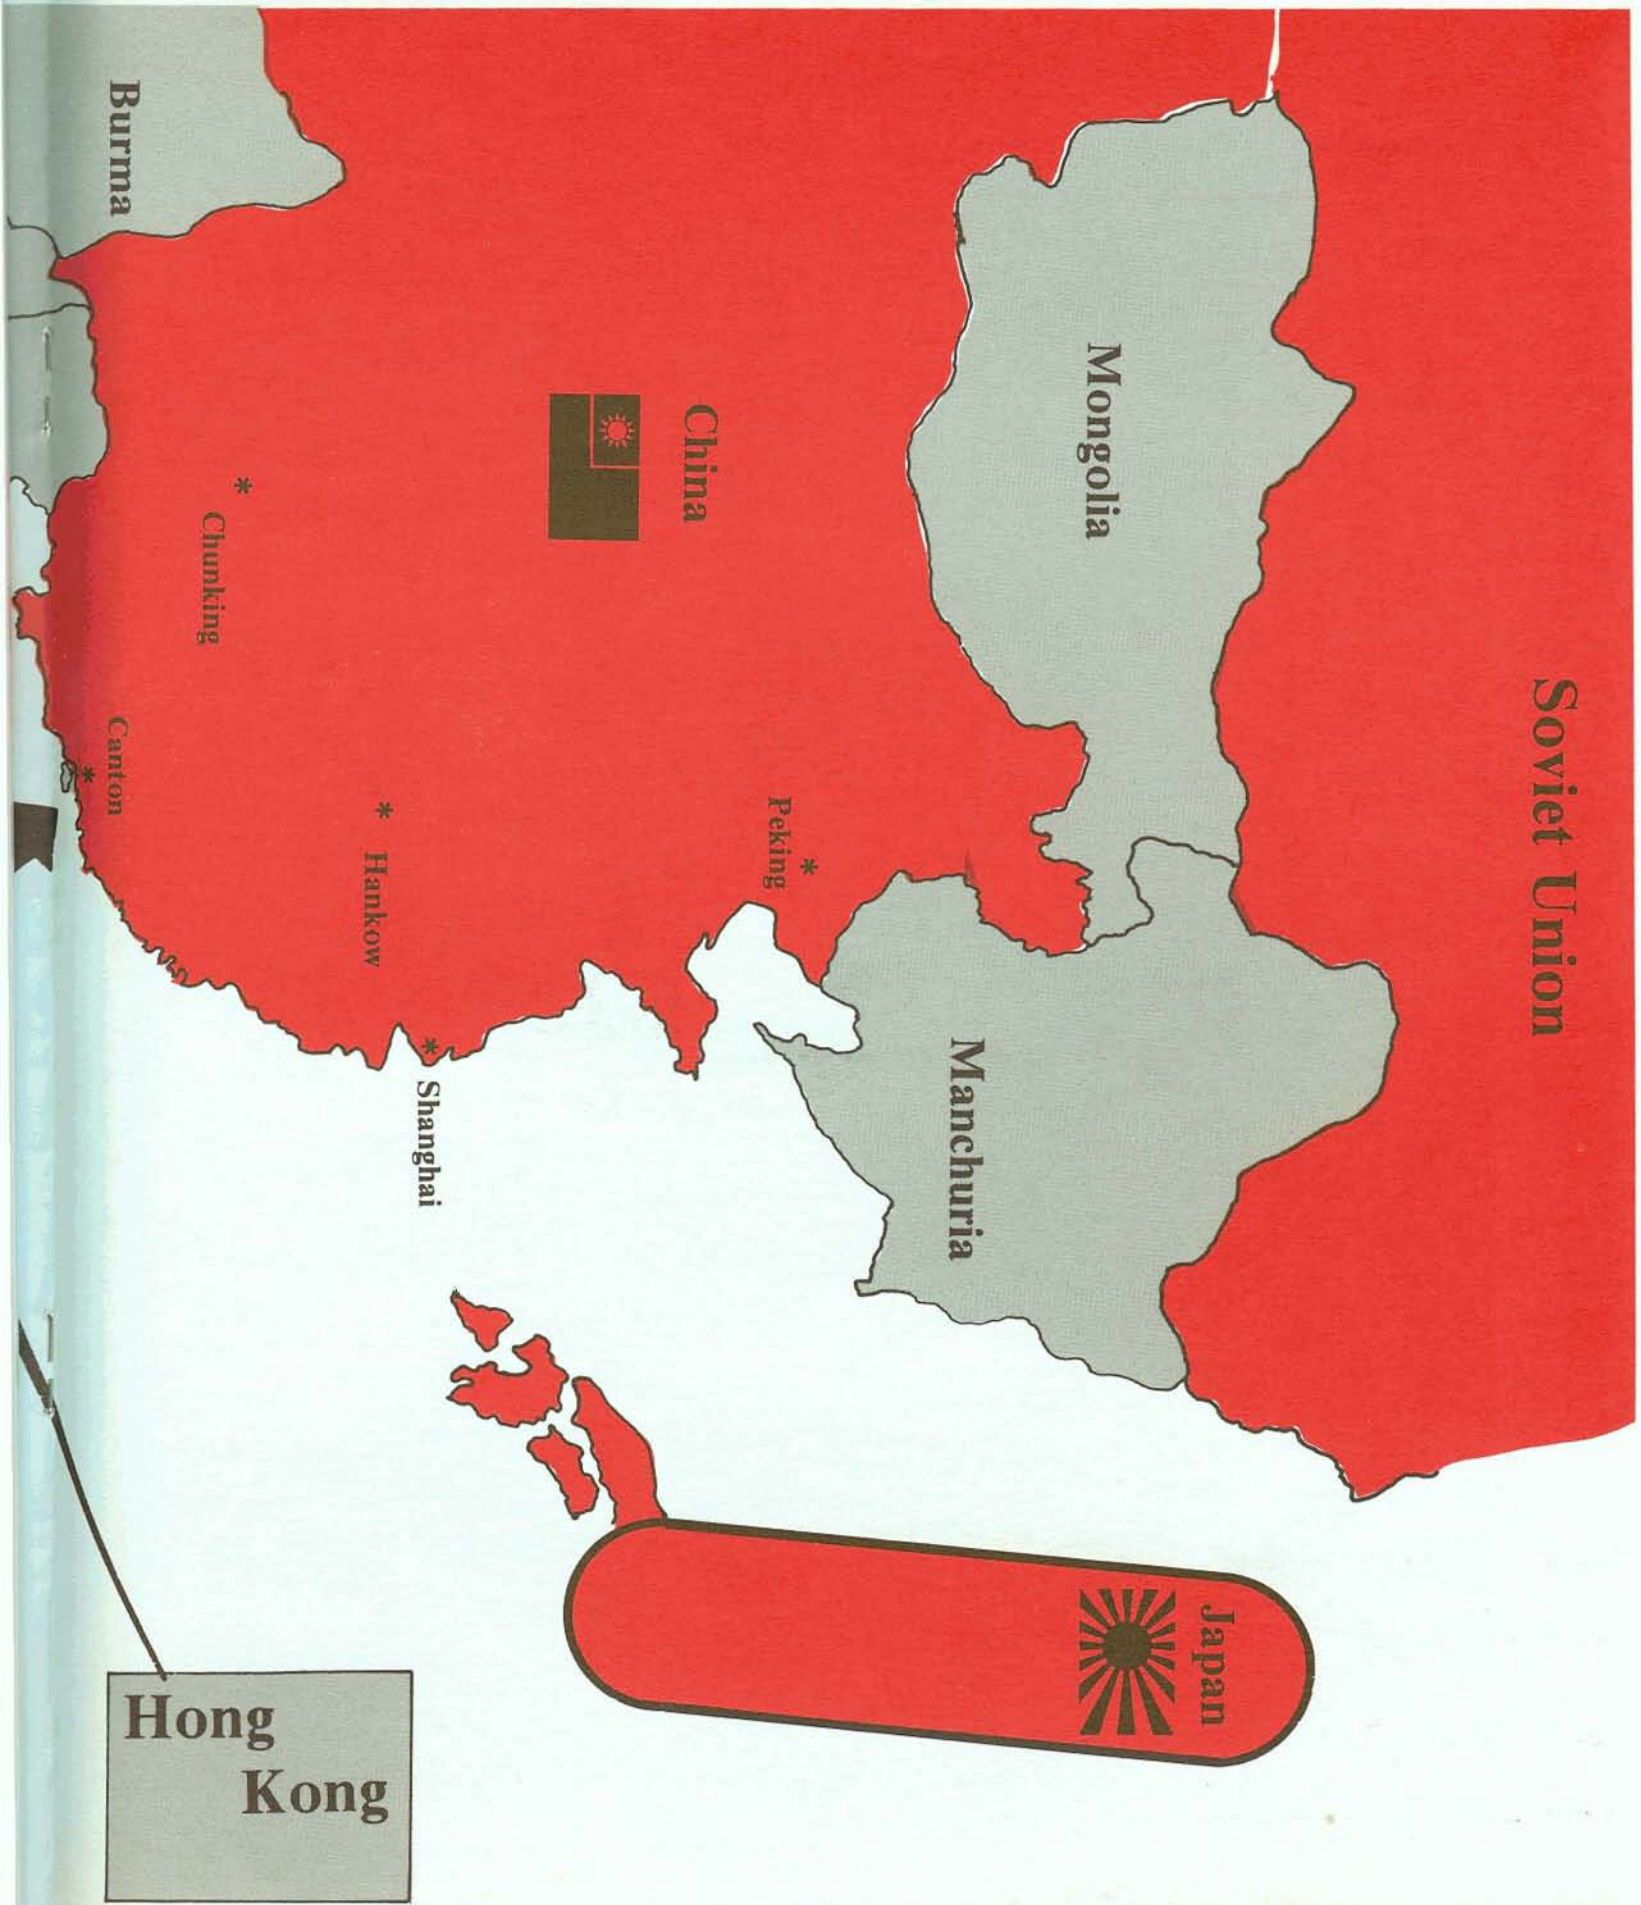 Soviet Union
Mongolia
Manchuria
China
Peking
Japan
Shanghai
Hankow
Chunking
Burma
Canton
Hong
Kong